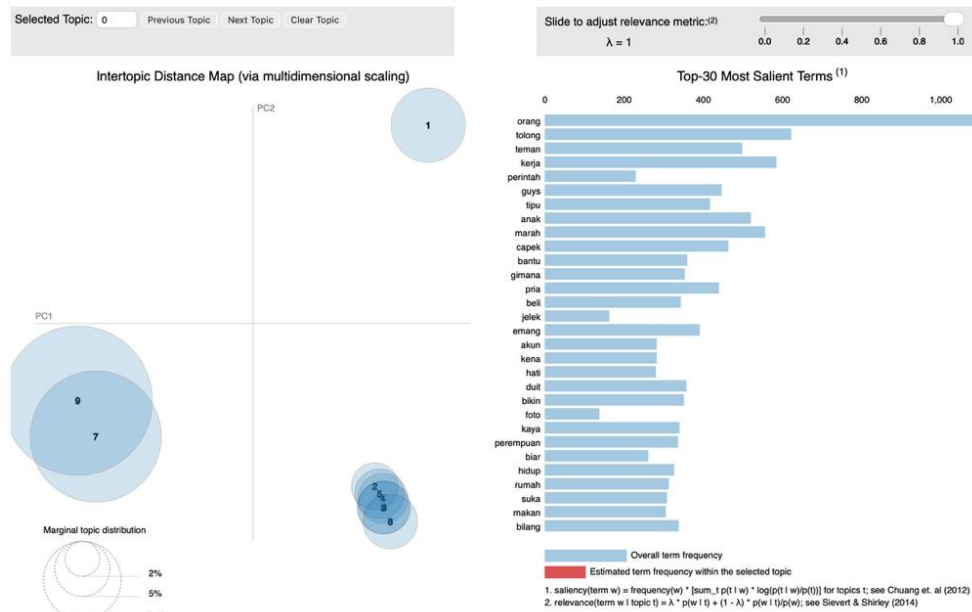 Selected Topic: 0 Previous Topic Next Topic Clear Topic
Slide to adjust relevance metric:(2)
λ = 1
0.0 0.2 0.4 0.6 0.8 1.0
Intertopic Distance Map (via multidimensional scaling)
PC2
PC1
1
9
7
2
5
4
3
8
6
Marginal topic distribution
2%
5%
Top-30 Most Salient Terms (1)
0 200 400 600 800 1,000
orang
tolong
teman
kerja
perintah
guys
tipu
anak
marah
capek
bantu
gimana
pria
beli
jelek
emang
akun
kena
hati
duit
bikin
foto
kaya
perempuan
biar
hidup
rumah
suka
makan
bilang
Overall term frequency
Estimated term frequency within the selected topic
1. saliency(term w) = frequency(w) * [sum_t p(t | w) * log(p(t | w)/p(t))] for topics t; see Chuang et. al (2012)
2. relevance(term w | topic t) = λ * p(w | t) + (1 - λ) * p(w | t)/p(w); see Sievert & Shirley (2014)